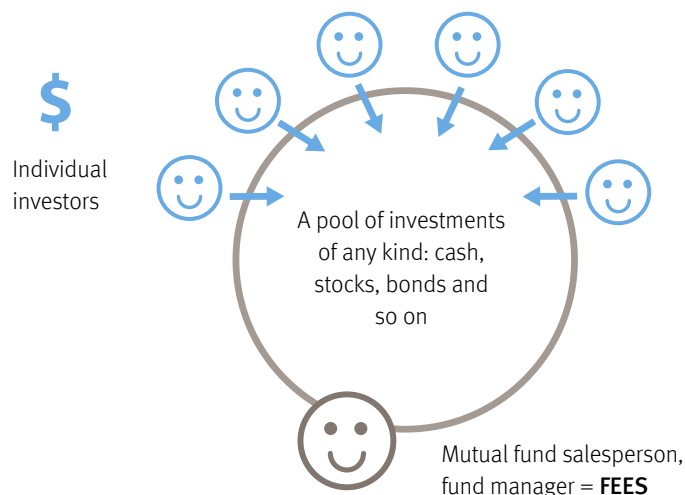 $
Individual
investors
A pool of investments
of any kind: cash,
stocks, bonds and
so on
Mutual fund salesperson,
fund manager = FEES